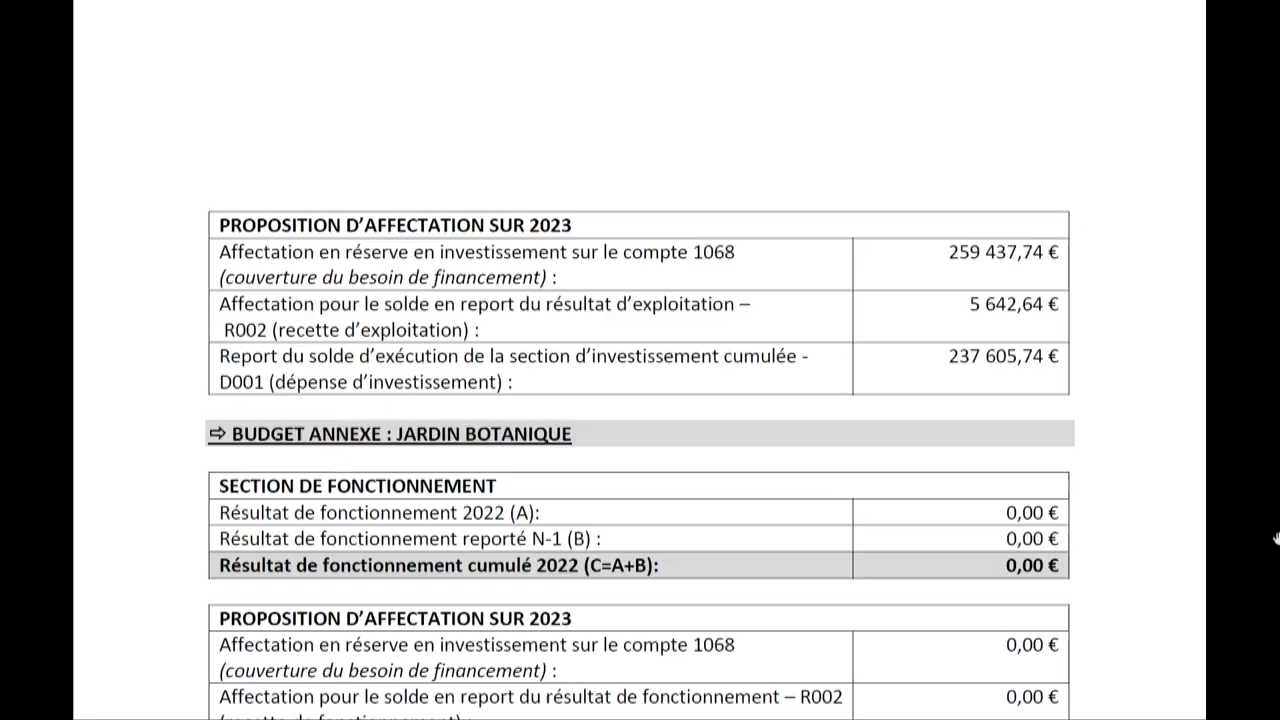 PROPOSITION D’AFFECTATION SUR 2023
Affectation en réserve en investissement sur le compte 1068 259 437,74 €
(couverture du besoin de financement) :
Affectation pour le solde en report du résultat d’exploitation – 5 642,64 €
R002 (recette d’exploitation) :
Report du solde d’exécution de la section d’investissement cumulée - 237 605,74 €
D001 (dépense d’investissement) :
⇨ BUDGET ANNEXE : JARDIN BOTANIQUE
SECTION DE FONCTIONNEMENT
Résultat de fonctionnement 2022 (A): 0,00 €
Résultat de fonctionnement reporté N-1 (B) : 0,00 €
Résultat de fonctionnement cumulé 2022 (C=A+B): 0,00 €
PROPOSITION D’AFFECTATION SUR 2023
Affectation en réserve en investissement sur le compte 1068 0,00 €
(couverture du besoin de financement) :
Affectation pour le solde en report du résultat de fonctionnement – R002 0,00 €